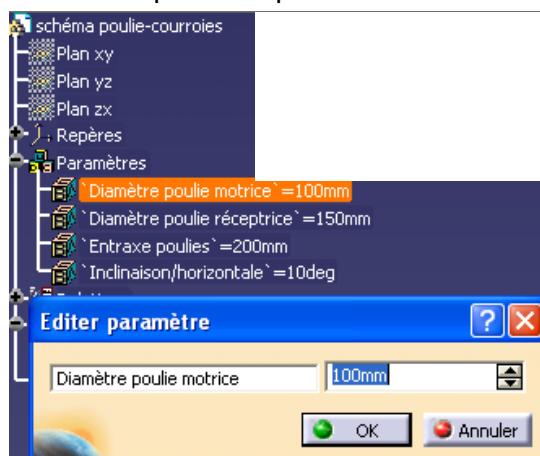 schéma poulie-courroies
Plan xy
Plan yz
Plan zx
Repères
Paramètres
`Diamètre poulie motrice`=100mm
`Diamètre poulie réceptrice`=150mm
`Entraxe poulies`=200mm
`Inclinaison/horizontale`=10deg
Editer paramètre
Diamètre poulie motrice 100mm
OK Annuler